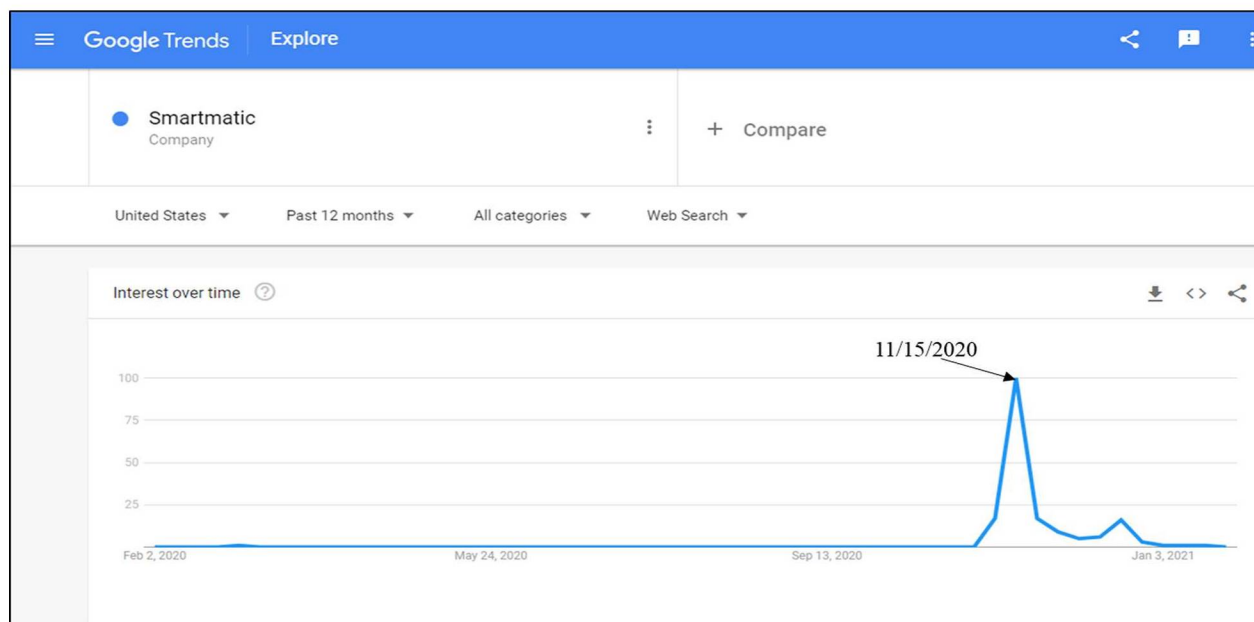 Google Trends Explore
Smartmatic
Company
+ Compare
United States
Past 12 months
All categories
Web Search
Interest over time
11/15/2020
100
75
50
25
Feb 2, 2020
May 24, 2020
Sep 13, 2020
Jan 3, 2021